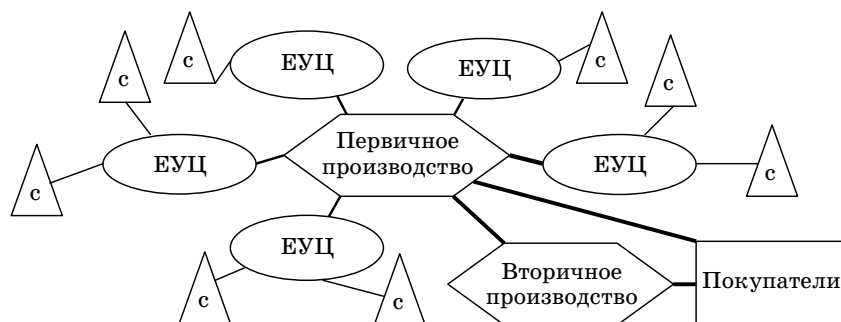 с
с
ЕУЦ
ЕУЦ
с
с
с
ЕУЦ
Первичное
производство
ЕУЦ
с
с
ЕУЦ
с
с
Вторичное
производство
Покупатели